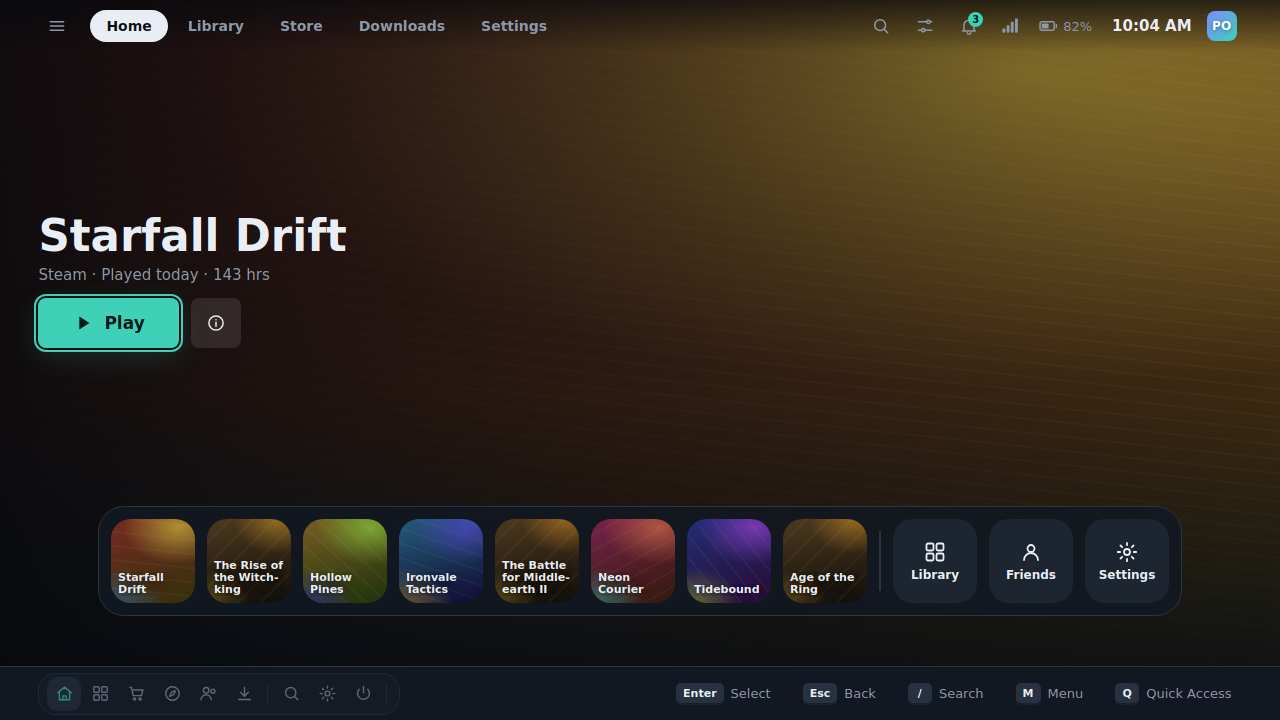 Home Library Store Downloads Settings 3 82% 10:04 AM PO
Starfall Drift
Steam · Played today · 143 hrs
Play
Starfall
Drift
The Rise of
the Witch-
king
Hollow
Pines
Ironvale
Tactics
The Battle
for Middle-
earth II
Neon
Courier
Tidebound
Age of the
Ring
Library
Friends
Settings
Enter Select Esc Back / Search M Menu Q Quick Access